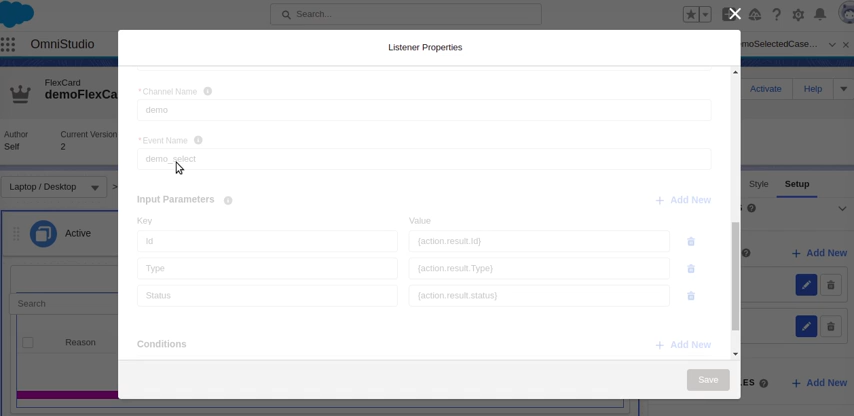 Search...
OmniStudio
moSelectedCase...
FlexCard
demoFlexCa
Activate
Help
Author
Self
Current Version
2
Laptop / Desktop
>
Style
Setup
Active
Search
Reason
Add New
ES
Add New
Listener Properties
*Channel Name
demo
*Event Name
demo_select
Input Parameters
Add New
Key
Value
Id
{action.result.Id}
Type
{action.result.Type}
Status
{action.result.status}
Conditions
Add New
Save